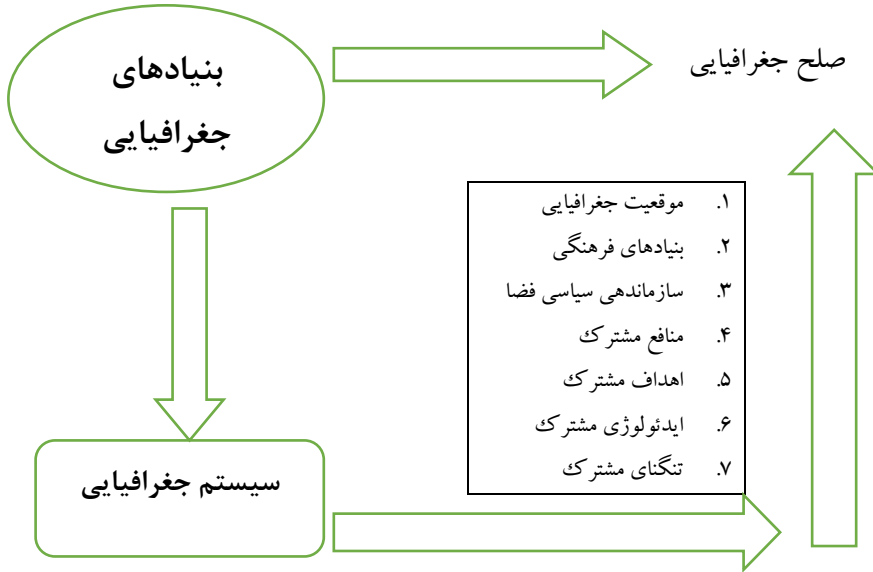 بنیادهای
جغرافیایی
صلح جغرافیایی
۱. موقعیت جغرافیایی
۲. بنیادهای فرهنگی
۳. سازماندهی سیاسی فضا
۴. منافع مشترک
۵. اهداف مشترک
۶. ایدئولوژی مشترک
۷. تنگنای مشترک
سیستم جغرافیایی